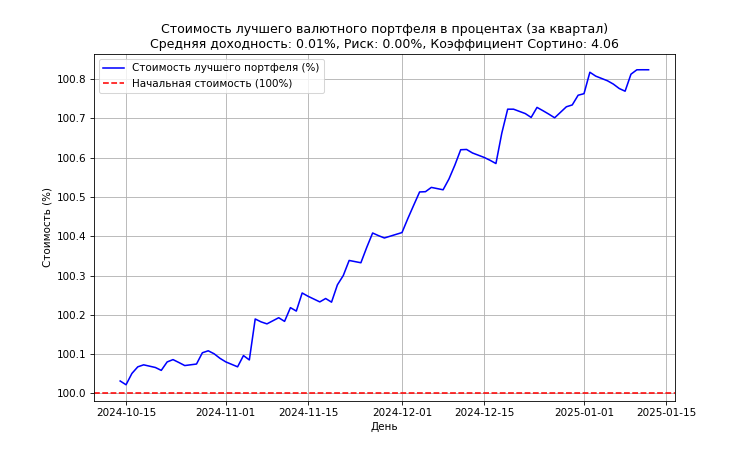 Стоимость лучшего валютного портфеля в процентах (за квартал)
Средняя доходность: 0.01%, Риск: 0.00%, Коэффициент Сортино: 4.06
Стоимость лучшего портфеля (%)
Начальная стоимость (100%)
Стоимость (%)
100.8
100.7
100.6
100.5
100.4
100.3
100.2
100.1
100.0
2024-10-15 2024-11-01 2024-11-15 2024-12-01 2024-12-15 2025-01-01 2025-01-15
День